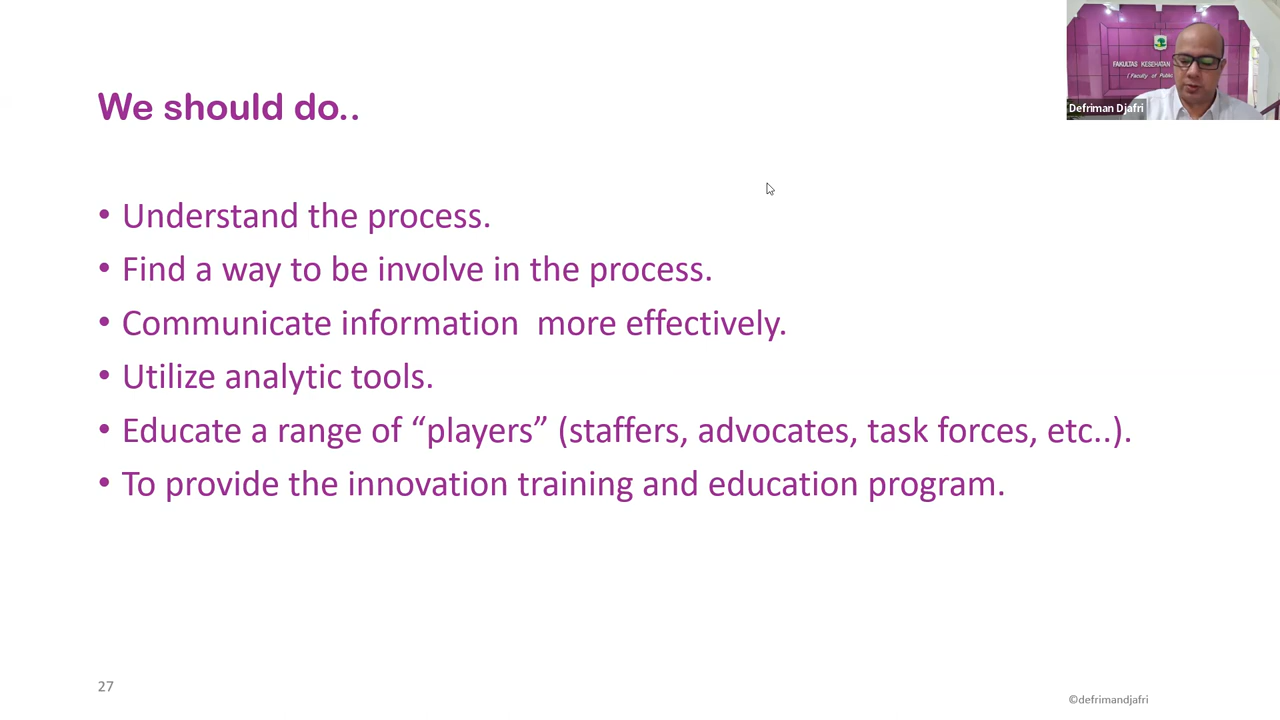 We should do..
FAKULTAS KESEHATAN
( Faculty of Public
Defriman Djafri
• Understand the process.
• Find a way to be involve in the process.
• Communicate information  more effectively.
• Utilize analytic tools.
• Educate a range of “players” (staffers, advocates, task forces, etc..).
• To provide the innovation training and education program.
27
©defrimandjafri